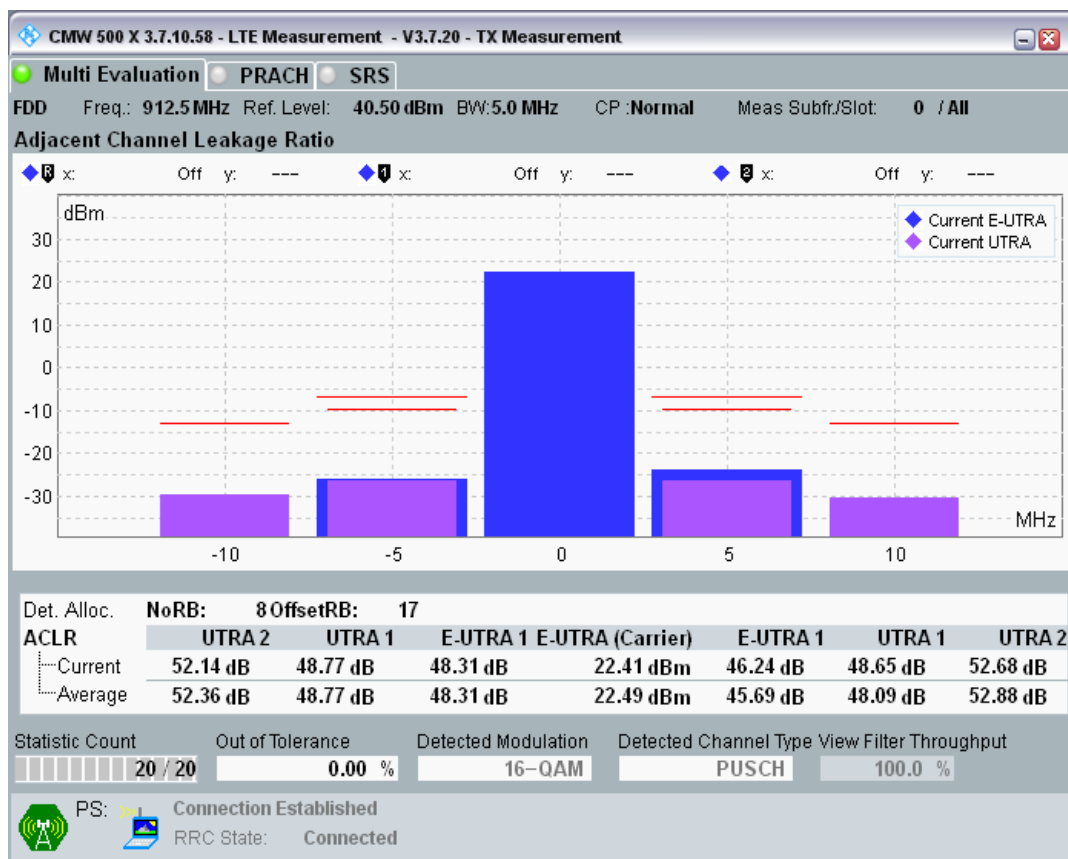 CMW 500 X 3.7.10.58 - LTE Measurement - V3.7.20 - TX Measurement
Multi Evaluation PRACH SRS
FDD Freq.: 912.5 MHz Ref. Level: 40.50 dBm BW:5.0 MHz CP :Normal Meas Subfr./Slot: 0 / All
Adjacent Channel Leakage Ratio
R x: Off y: --- 1 x: Off y: --- 2 x: Off y: ---
dBm
Current E-UTRA
Current UTRA
30
20
10
0
-10
-20
-30
MHz
-10 -5 0 5 10
Det. Alloc. NoRB: 8 OffsetRB: 17
ACLR UTRA 2 UTRA 1 E-UTRA 1 E-UTRA (Carrier) E-UTRA 1 UTRA 1 UTRA 2
Current 52.14 dB 48.77 dB 48.31 dB 22.41 dBm 46.24 dB 48.65 dB 52.68 dB
Average 52.36 dB 48.77 dB 48.31 dB 22.49 dBm 45.69 dB 48.09 dB 52.88 dB
Statistic Count Out of Tolerance Detected Modulation Detected Channel Type View Filter Throughput
20 / 20 0.00 % 16-QAM PUSCH 100.0 %
PS: Connection Established
RRC State: Connected